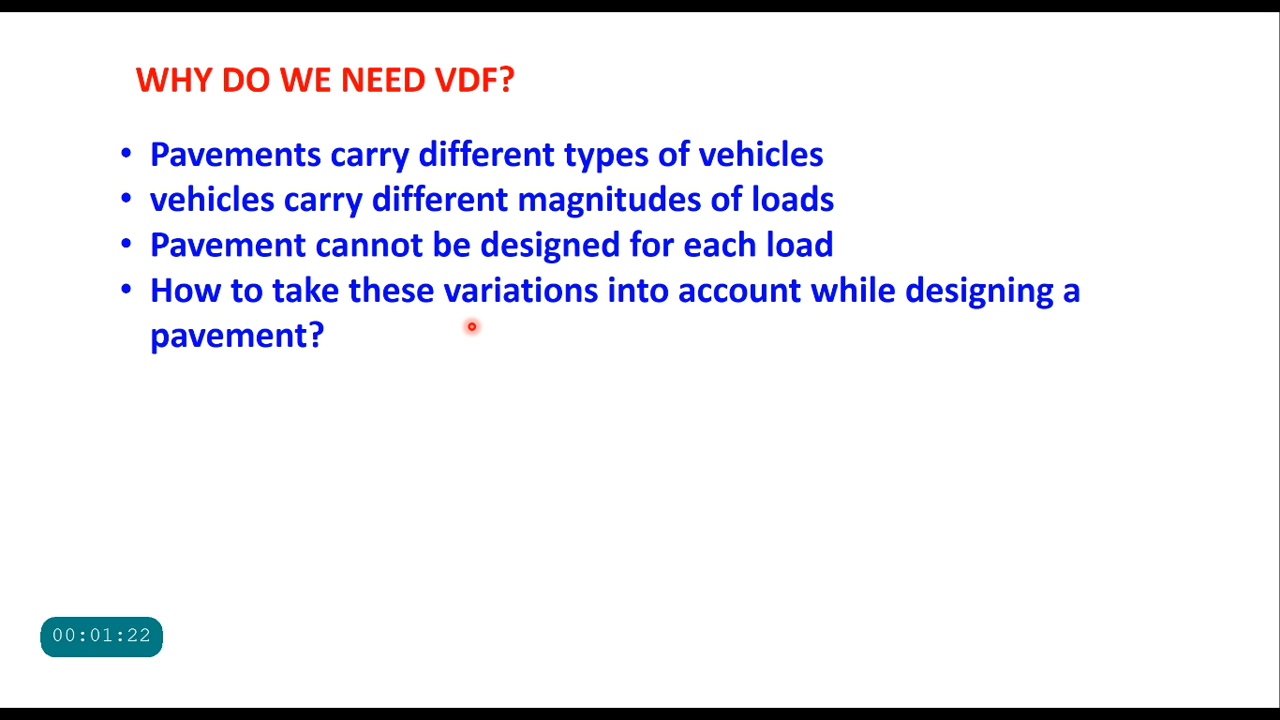 WHY DO WE NEED VDF?
• Pavements carry different types of vehicles
• vehicles carry different magnitudes of loads
• Pavement cannot be designed for each load
• How to take these variations into account while designing a
pavement?
00:01:22